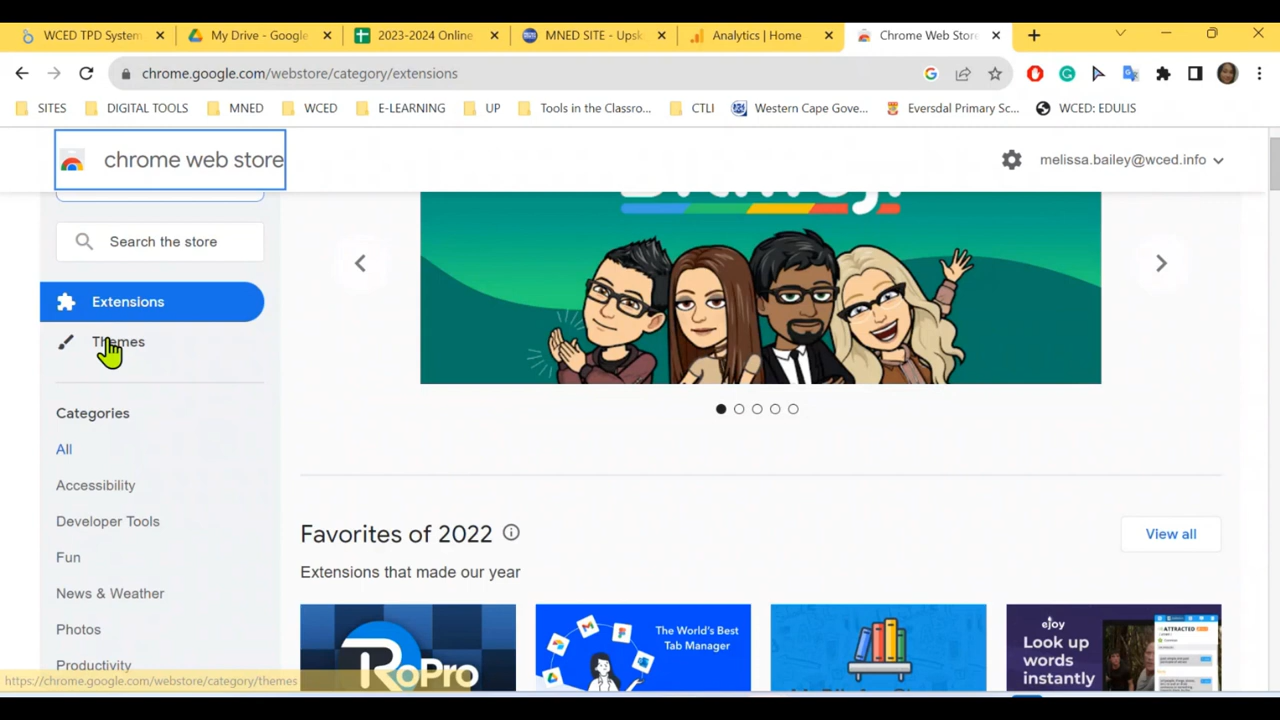 WCED TPD System
My Drive - Google
2023-2024 Online
MNED SITE - Upsk
Analytics | Home
Chrome Web Store
chrome.google.com/webstore/category/extensions
SITES
DIGITAL TOOLS
MNED
WCED
E-LEARNING
UP
Tools in the Classro...
CTLI
Western Cape Gove...
Eversdal Primary Sc...
WCED: EDULIS
chrome web store
melissa.bailey@wced.info
Search the store
Extensions
Themes
Categories
All
Accessibility
Developer Tools
Fun
News & Weather
Photos
Productivity
Favorites of 2022
View all
Extensions that made our year
RoPro
The World's Best
Tab Manager
eJOY
Look up
words
instantly
https://chrome.google.com/webstore/category/themes